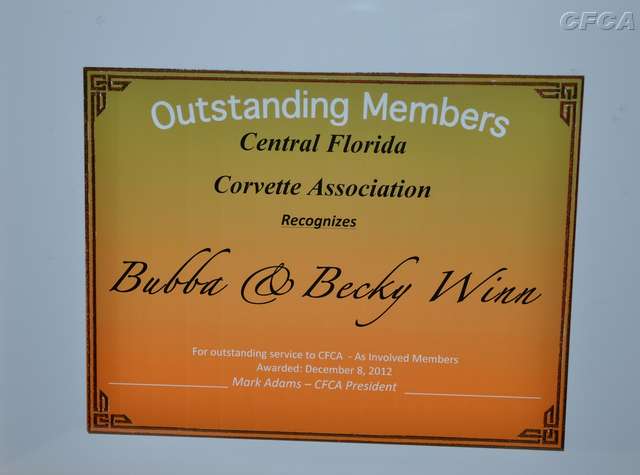 CFCA
Outstanding Members
Central Florida
Corvette Association
Recognizes
Bubba & Becky Winn
For outstanding service to CFCA - As Involved Members
Awarded: December 8, 2012
Mark Adams – CFCA President